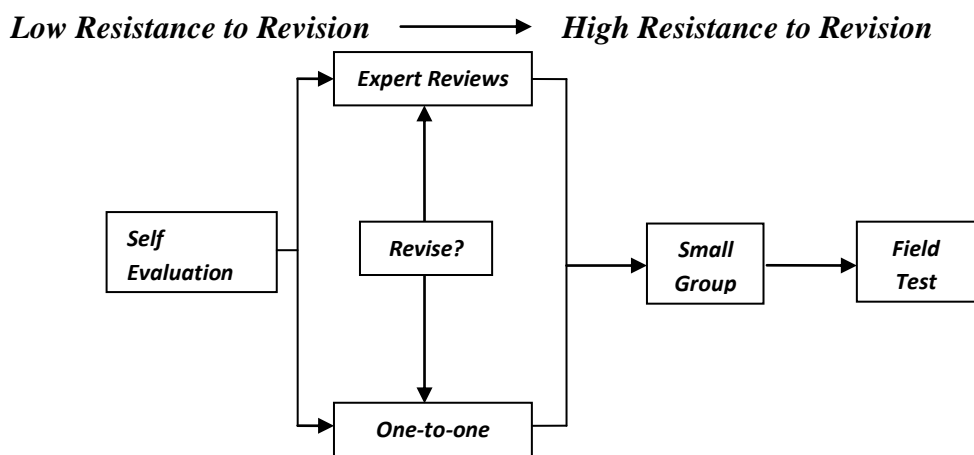 Low Resistance to Revision
High Resistance to Revision
Expert Reviews
Self
Evaluation
Revise?
Small
Group
Field
Test
One-to-one